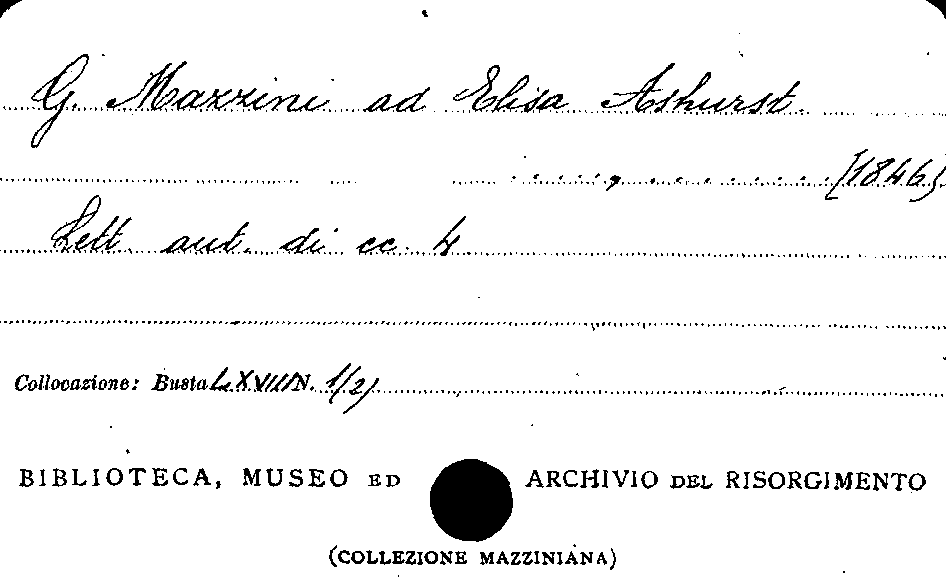 G. Mazzini ad Elisa Ashurst.
[1846].
Lett. aut. di cc. 4
Collocazione: Busta LXVIII N. 1/2)
BIBLIOTECA, MUSEO ED ARCHIVIO DEL RISORGIMENTO
(COLLEZIONE MAZZINIANA)